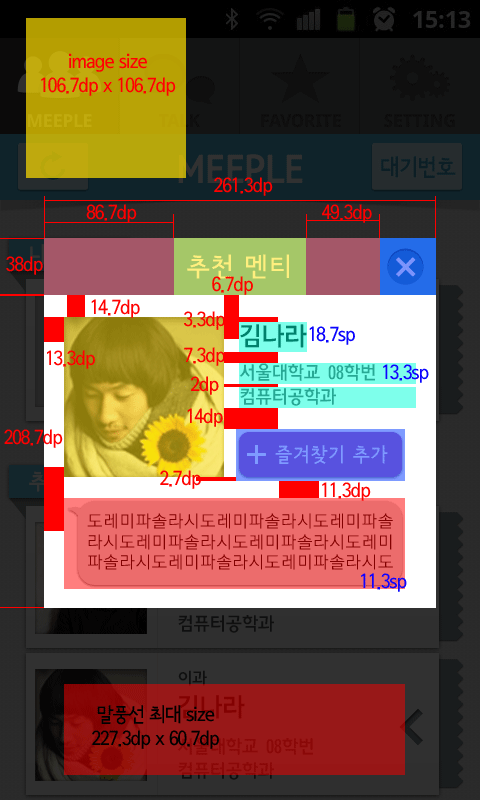 15:13
image size
106.7dp x 106.7dp
MEEPLE
TALK
FAVORITE
SETTING
MEEPLE
대기번호
261.3dp
86.7dp
49.3dp
38dp
추천 멘티
6.7dp
14.7dp
3.3dp
김나라
18.7sp
13.3dp
7.3dp
서울대학교 08학번
13.3sp
2dp
컴퓨터공학과
14dp
208.7dp
즐겨찾기 추가
2.7dp
11.3dp
도레미파솔라시도레미파솔라시도레미파솔
라시도레미파솔라시도레미파솔라시도레미
파솔라시도레미파솔라시도레미파솔라시도
11.3sp
컴퓨터공학과
이과
김나라
말풍선 최대 size
227.3dp x 60.7dp
서울대학교 08학번
컴퓨터공학과